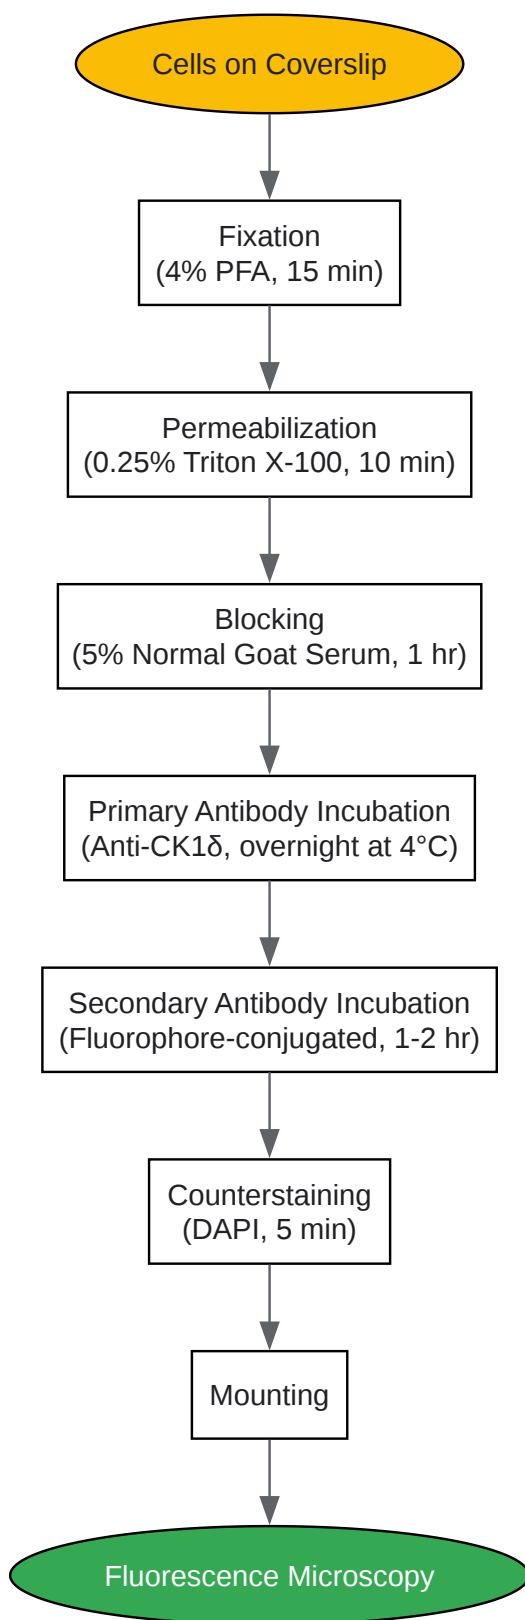 Cells on Coverslip
Fixation
(4% PFA, 15 min)
Permeabilization
(0.25% Triton X-100, 10 min)
Blocking
(5% Normal Goat Serum, 1 hr)
Primary Antibody Incubation
(Anti-CK1δ, overnight at 4°C)
Secondary Antibody Incubation
(Fluorophore-conjugated, 1-2 hr)
Counterstaining
(DAPI, 5 min)
Mounting
Fluorescence Microscopy